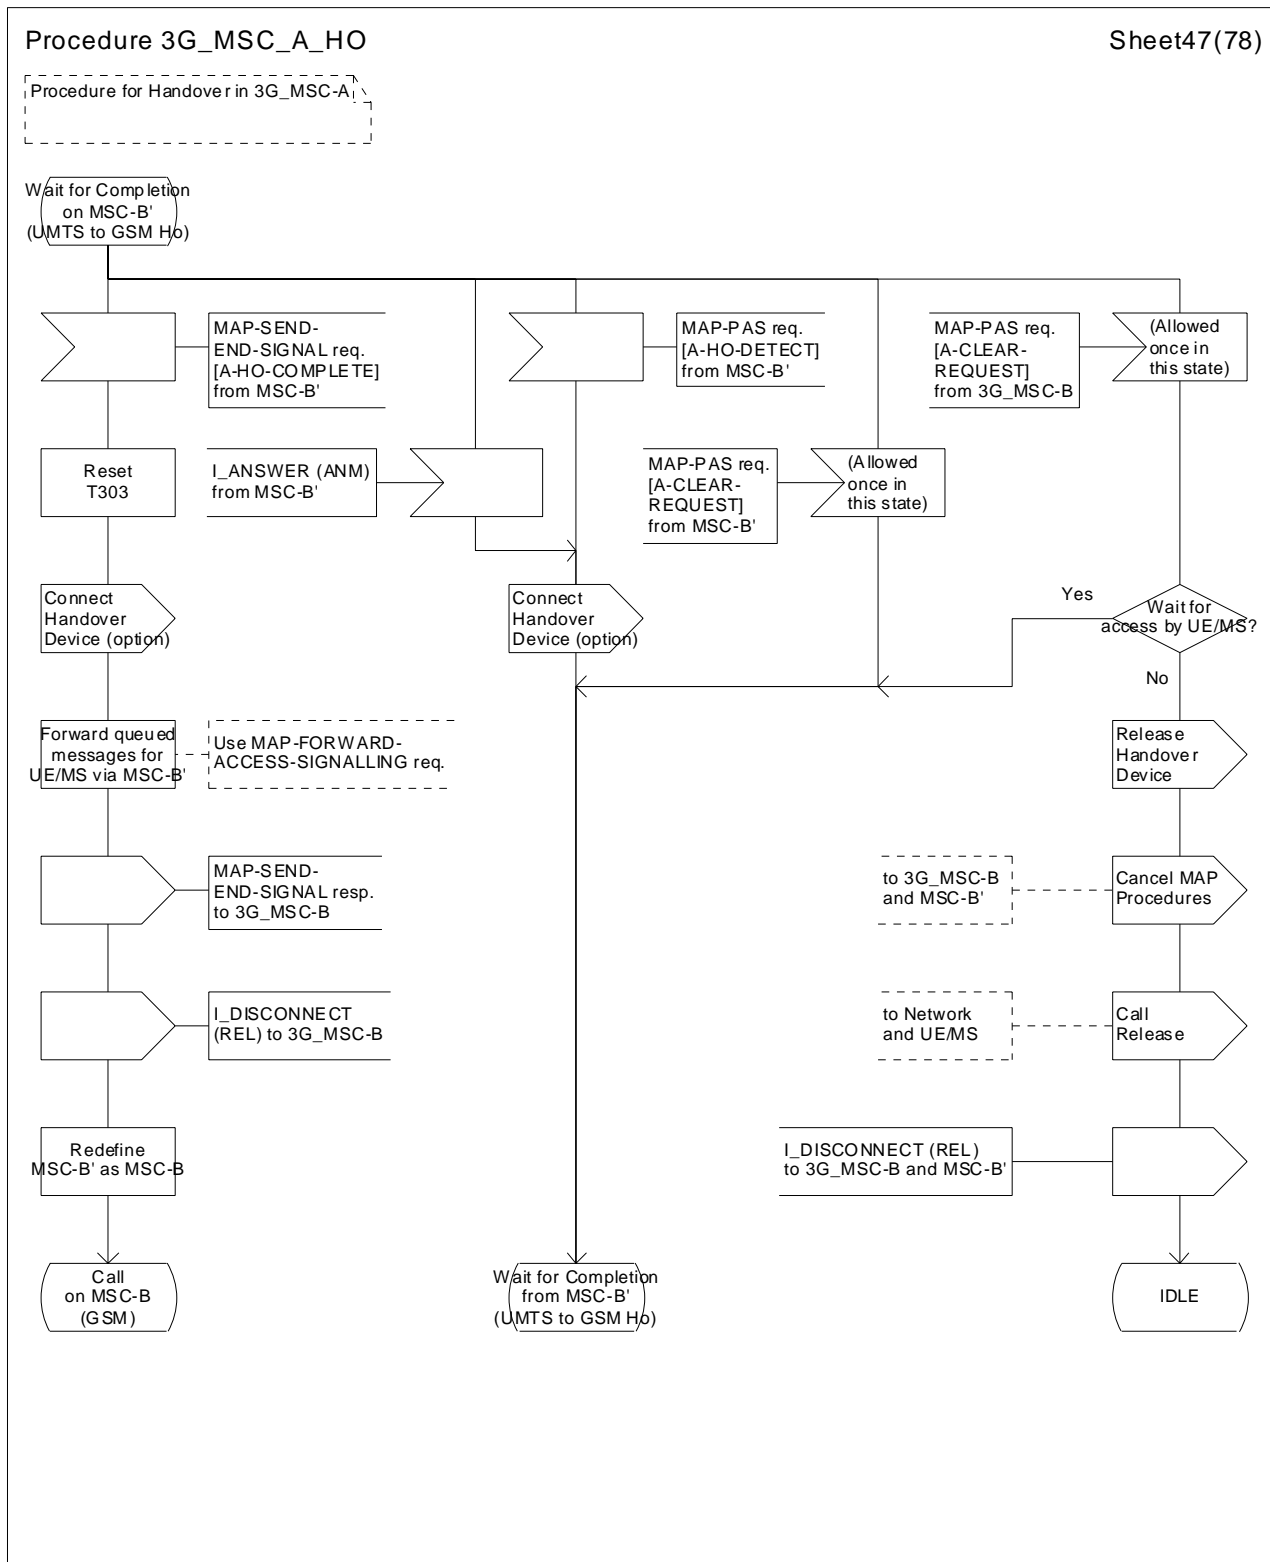 Procedure 3G_MSC_A_HO
Sheet47(78)
Procedure for Handover in 3G_MSC-A
Wait for Completion
on MSC-B'
(UMTS to GSM Ho)
MAP-SEND-
END-SIGNAL req.
[A-HO-COMPLETE]
from MSC-B'
MAP-PAS req.
[A-HO-DETECT]
from MSC-B'
MAP-PAS req.
[A-CLEAR-
REQUEST]
from 3G_MSC-B
(Allowed
once in
this state)
Reset
T303
I_ANSWER (ANM)
from MSC-B'
MAP-PAS req.
[A-CLEAR-
REQUEST]
from MSC-B'
(Allowed
once in
this state)
Connect
Handover
Device (option)
Connect
Handover
Device (option)
Yes
Wait for
access by UE/MS?
No
Forward queued
messages for
UE/MS via MSC-B'
Use MAP-FORWARD-
ACCESS-SIGNALLING req.
Release
Handover
Device
MAP-SEND-
END-SIGNAL resp.
to 3G_MSC-B
to 3G_MSC-B
and MSC-B'
Cancel MAP
Procedures
I_DISCONNECT
(REL) to 3G_MSC-B
to Network
and UE/MS
Call
Release
Redefine
MSC-B' as MSC-B
I_DISCONNECT (REL)
to 3G_MSC-B and MSC-B'
Call
on MSC-B
(GSM)
Wait for Completion
from MSC-B'
(UMTS to GSM Ho)
IDLE